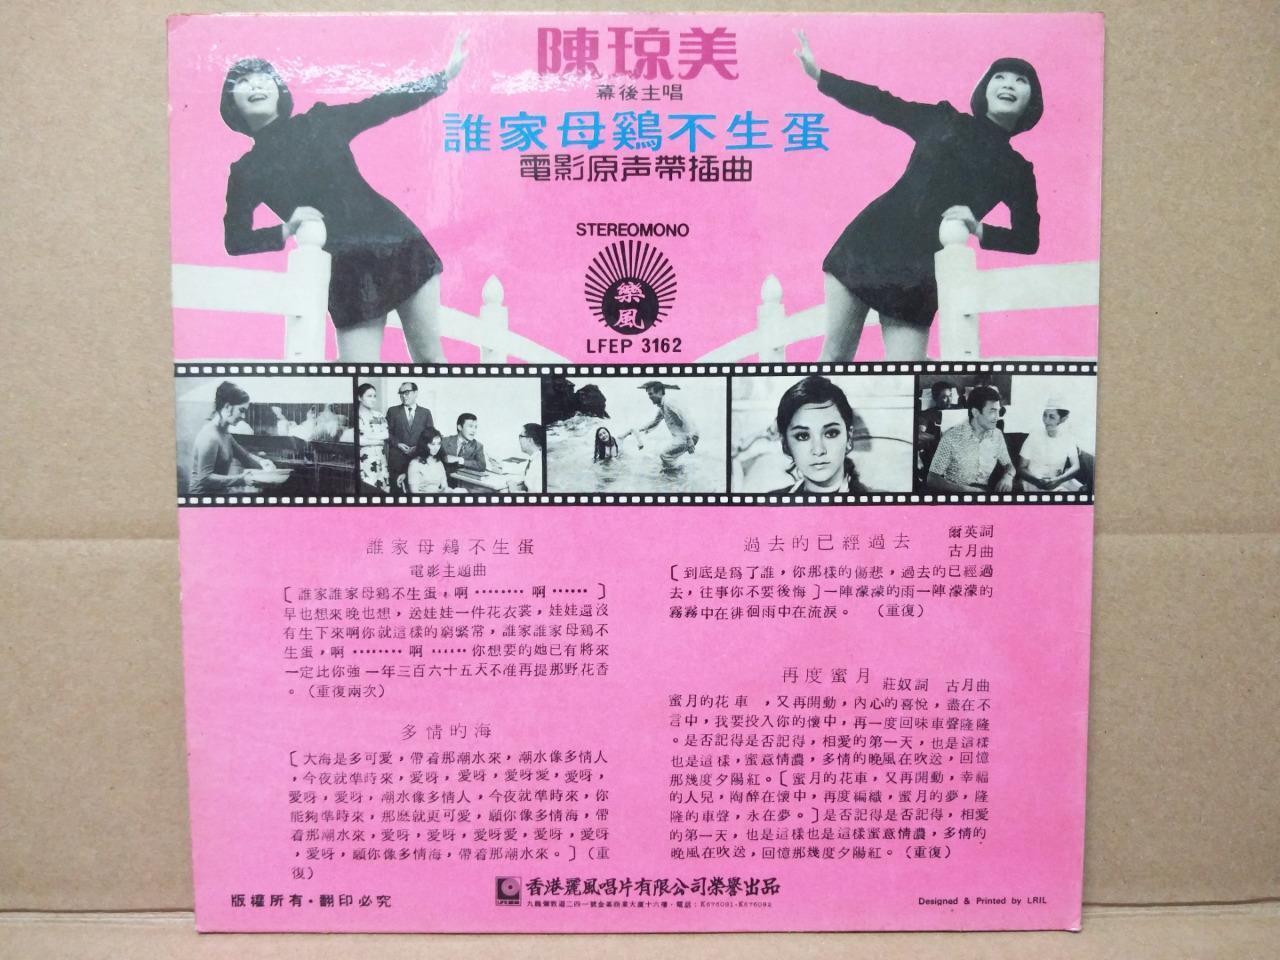 陳琼美
幕後主唱
誰家母鷄不生蛋
電影原声帶插曲
STEREOMONO
樂風
LFEP 3162
誰家母鷄不生蛋
電影主題曲
[ 誰家誰家母鷄不生蛋，啊 ……… 啊 …… ]
早也想來晚也想，送娃娃一件花衣裳，娃娃還沒
有生下來啊你就這樣的窮緊常，誰家誰家母鷄不
生蛋，啊 ……… 啊 …… 你想要的她已有將來
一定比你強一年三百六十五天不准再提那野花香
。（重復兩次）
多情的海
[ 大海是多可愛，帶着那潮水來，潮水像多情人
，今夜就準時來，愛呀，愛呀，愛呀愛，愛呀，
愛呀，愛呀，潮水像多情人，今夜就準時來，你
能夠準時來，那麽就更可愛，願你像多情海，帶
着那潮水來，愛呀，愛呀，愛呀愛，愛呀，愛呀
，愛呀，願你像多情海，帶着那潮水來。]（重
復）
過去的已經過去
爾英詞
古月曲
[ 到底是爲了誰，你那樣的傷悲，過去的已經過
去，往事你不要後悔 ] 一陣濛濛的雨一陣濛濛的
霧霧中在徘徊雨中在流淚。（重復）
再度蜜月
莊奴詞 古月曲
蜜月的花車 ，又再開動，內心的喜悅，盡在不
言中，我要投入你的懷中，再一度回味車聲隆隆
。是否記得是否記得，相愛的第一天，也是這樣
也是這樣，蜜意情濃，多情的晚風在吹送，回憶
那幾度夕陽紅。[ 蜜月的花車，又再開動，幸福
的人兒，陶醉在懷中，再度編織，蜜月的夢，隆
隆的車聲，永在夢。] 是否記得是否記得，相愛
的第一天，也是這樣也是這樣蜜意情濃，多情的
晚風在吹送，回憶那幾度夕陽紅。（重復）
版權所有・翻印必究
香港麗風唱片有限公司榮譽出品
九龍彌敦道二四一號金峯商業大廈十六樓・電話：K676091・K676092
Designed & Printed by LRIL